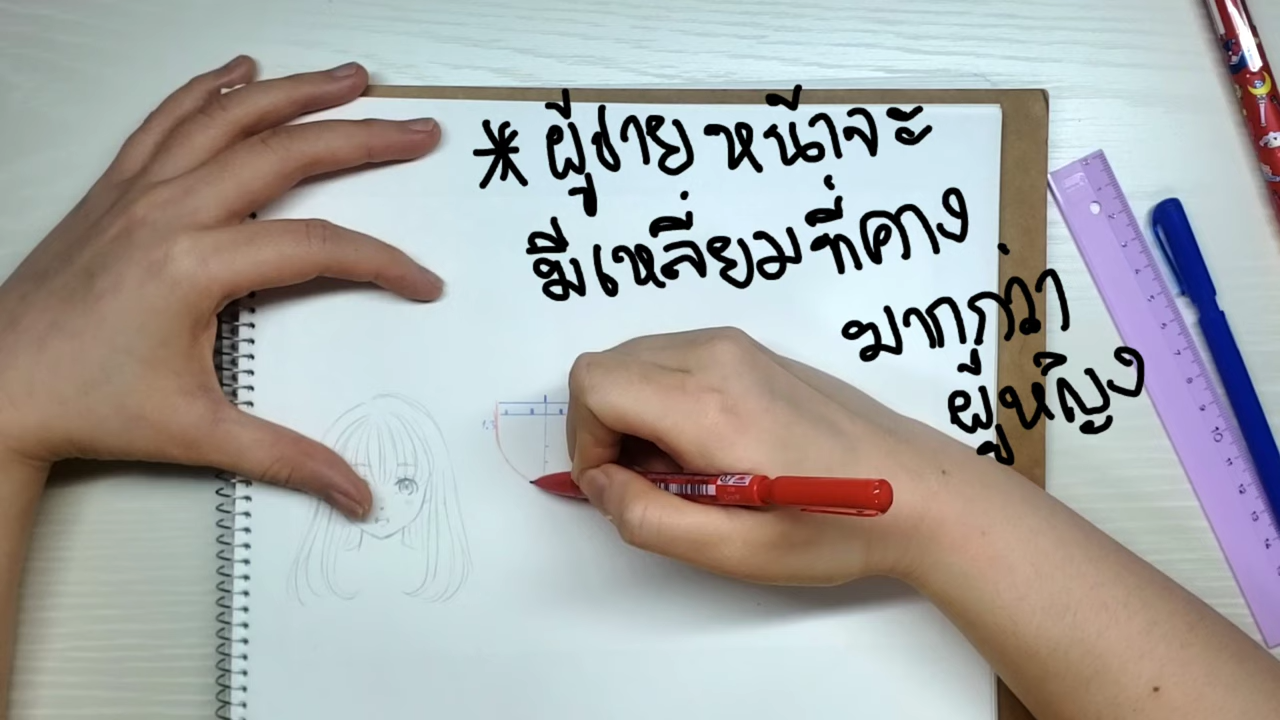 * ผู้ชายหน้าจะ
มีเหลี่ยมที่คาง
มากกว่า
ผู้หญิง